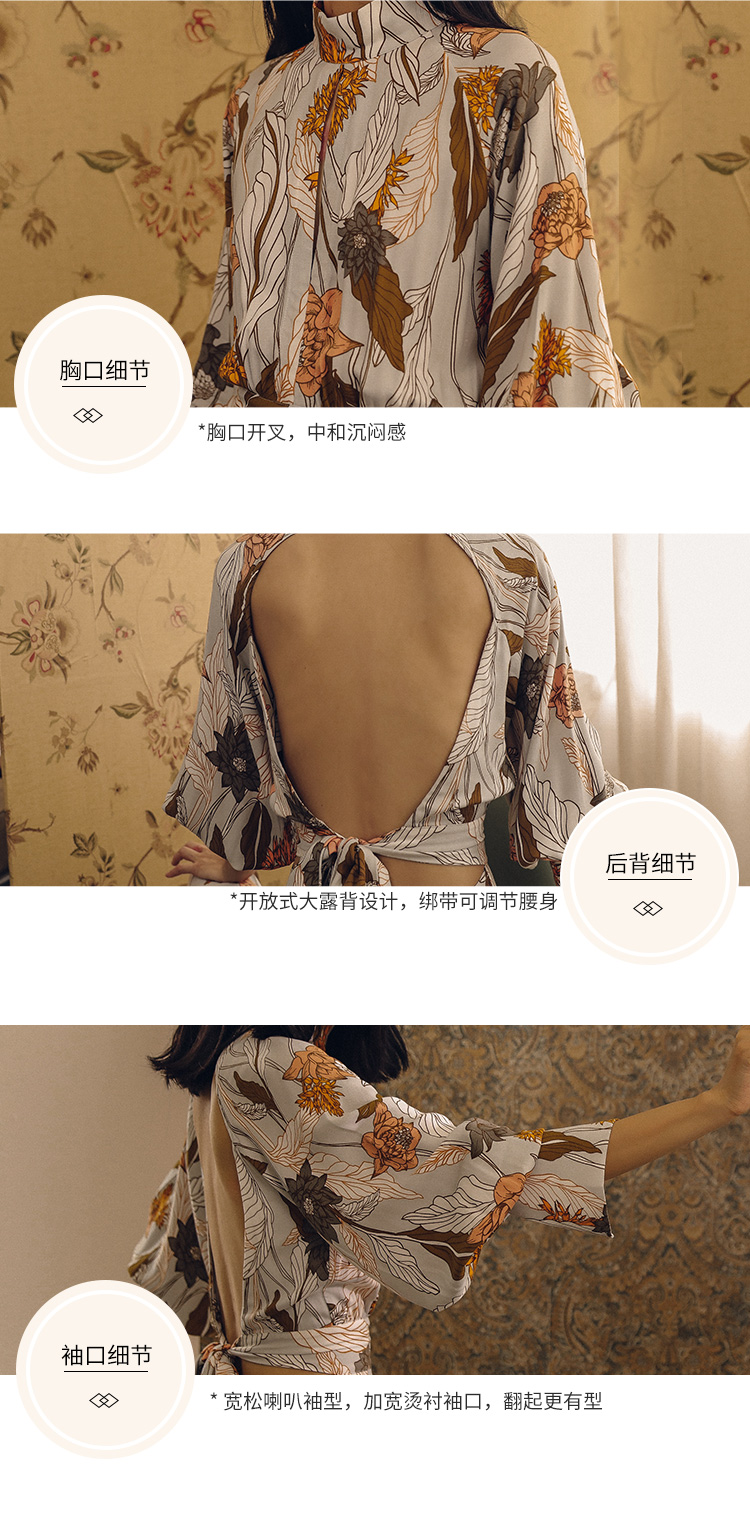 胸口细节
*胸口开叉，中和沉闷感
后背细节
*开放式大露背设计，绑带可调节腰身
袖口细节
* 宽松喇叭袖型，加宽烫衬袖口，翻起更有型